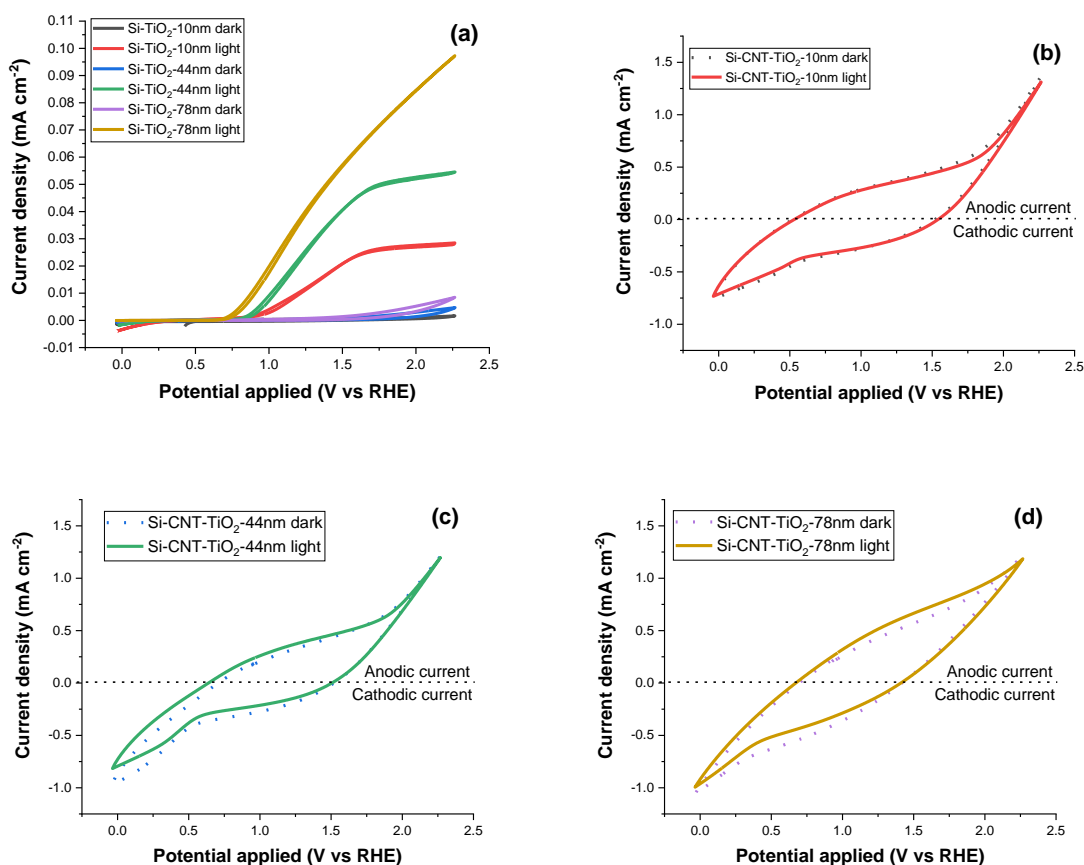 (a)
Si-TiO₂-10nm dark
Si-TiO₂-10nm light
Si-TiO₂-44nm dark
Si-TiO₂-44nm light
Si-TiO₂-78nm dark
Si-TiO₂-78nm light
0.11
0.10
0.09
0.08
0.07
0.06
0.05
0.04
0.03
0.02
0.01
0.00
-0.01
Current density (mA cm⁻²)
0.0 0.5 1.0 1.5 2.0 2.5
Potential applied (V vs RHE)
(b)
Si-CNT-TiO₂-10nm dark
Si-CNT-TiO₂-10nm light
1.5
1.0
0.5
0.0
-0.5
-1.0
Current density (mA cm⁻²)
Anodic current
Cathodic current
0.0 0.5 1.0 1.5 2.0 2.5
Potential applied (V vs RHE)
(c)
Si-CNT-TiO₂-44nm dark
Si-CNT-TiO₂-44nm light
1.5
1.0
0.5
0.0
-0.5
-1.0
Current density (mA cm⁻²)
Anodic current
Cathodic current
0.0 0.5 1.0 1.5 2.0 2.5
Potential applied (V vs RHE)
(d)
Si-CNT-TiO₂-78nm dark
Si-CNT-TiO₂-78nm light
1.5
1.0
0.5
0.0
-0.5
-1.0
Current density (mA cm⁻²)
Anodic current
Cathodic current
0.0 0.5 1.0 1.5 2.0 2.5
Potential applied (V vs RHE)